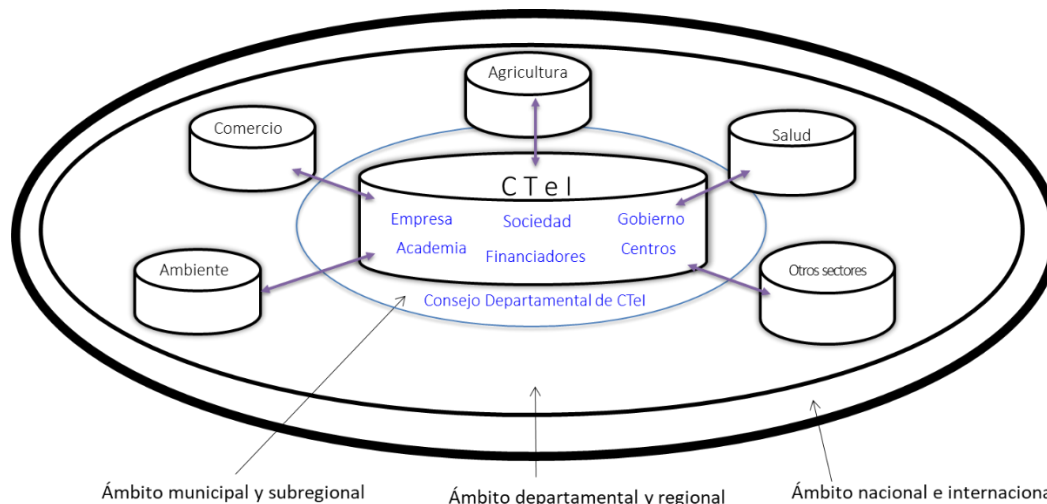 Agricultura
Comercio
Salud
CTeI
Empresa Sociedad Gobierno
Academia Financiadores Centros
Ambiente
Otros sectores
Consejo Departamental de CTeI
Ámbito municipal y subregional
Ámbito departamental y regional
Ámbito nacional e internaciona